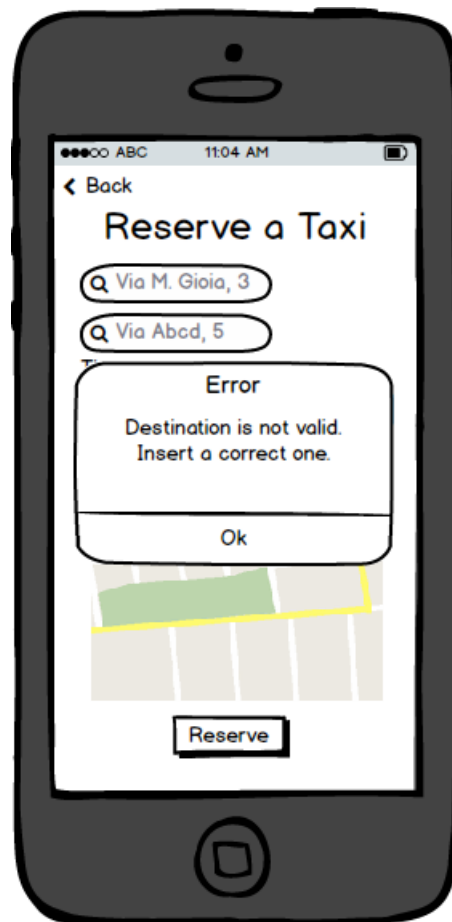 ABC 11:04 AM
Back
Reserve a Taxi
Via M. Gioia, 3
Via Abcd, 5
Error
Destination is not valid.
Insert a correct one.
Ok
Reserve